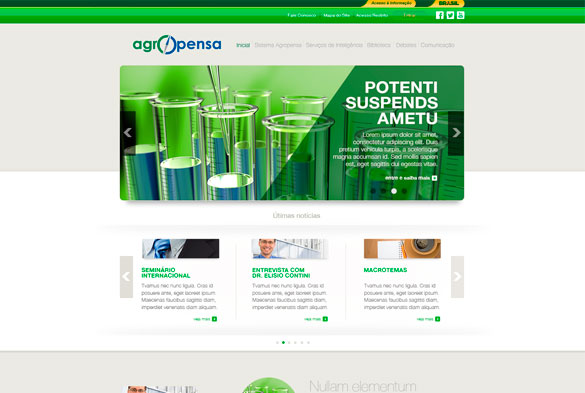 Acesso à Informação BRASIL
Fale Conosco Mapa do Site Acesso Restrito
agropensa
Inicial Sistema Agropensa Serviços de Inteligência Biblioteca Debates Comunicação
POTENTI
SUSPENDS
AMETU
Lorem ipsum dolor sit amet,
consectetur adipiscing elit. Duis
pretium vehicula turpis, a scelerisque
magna accumsan id. Sed mollis sapien
est, eget sagittis dui egestas vitae.
entre e saiba mais
Últimas notícias
SEMINÁRIO
INTERNACIONAL
Tvamus nec nunc ligula. Cras id
posuere ante, eget laoreet ipsum.
Maecenas faucibus sagittis diam,
imperdiet venenatis diam aliquam.
veja mais
ENTREVISTA COM
DR. ELISIO CONTINI
Tvamus nec nunc ligula. Cras id
posuere ante, eget laoreet ipsum.
Maecenas faucibus sagittis diam,
imperdiet venenatis diam aliquam.
veja mais
MACROTEMAS
Tvamus nec nunc ligula. Cras id
posuere ante, eget laoreet ipsum.
Maecenas faucibus sagittis diam,
imperdiet venenatis diam aliquam.
veja mais
Nullam elementum